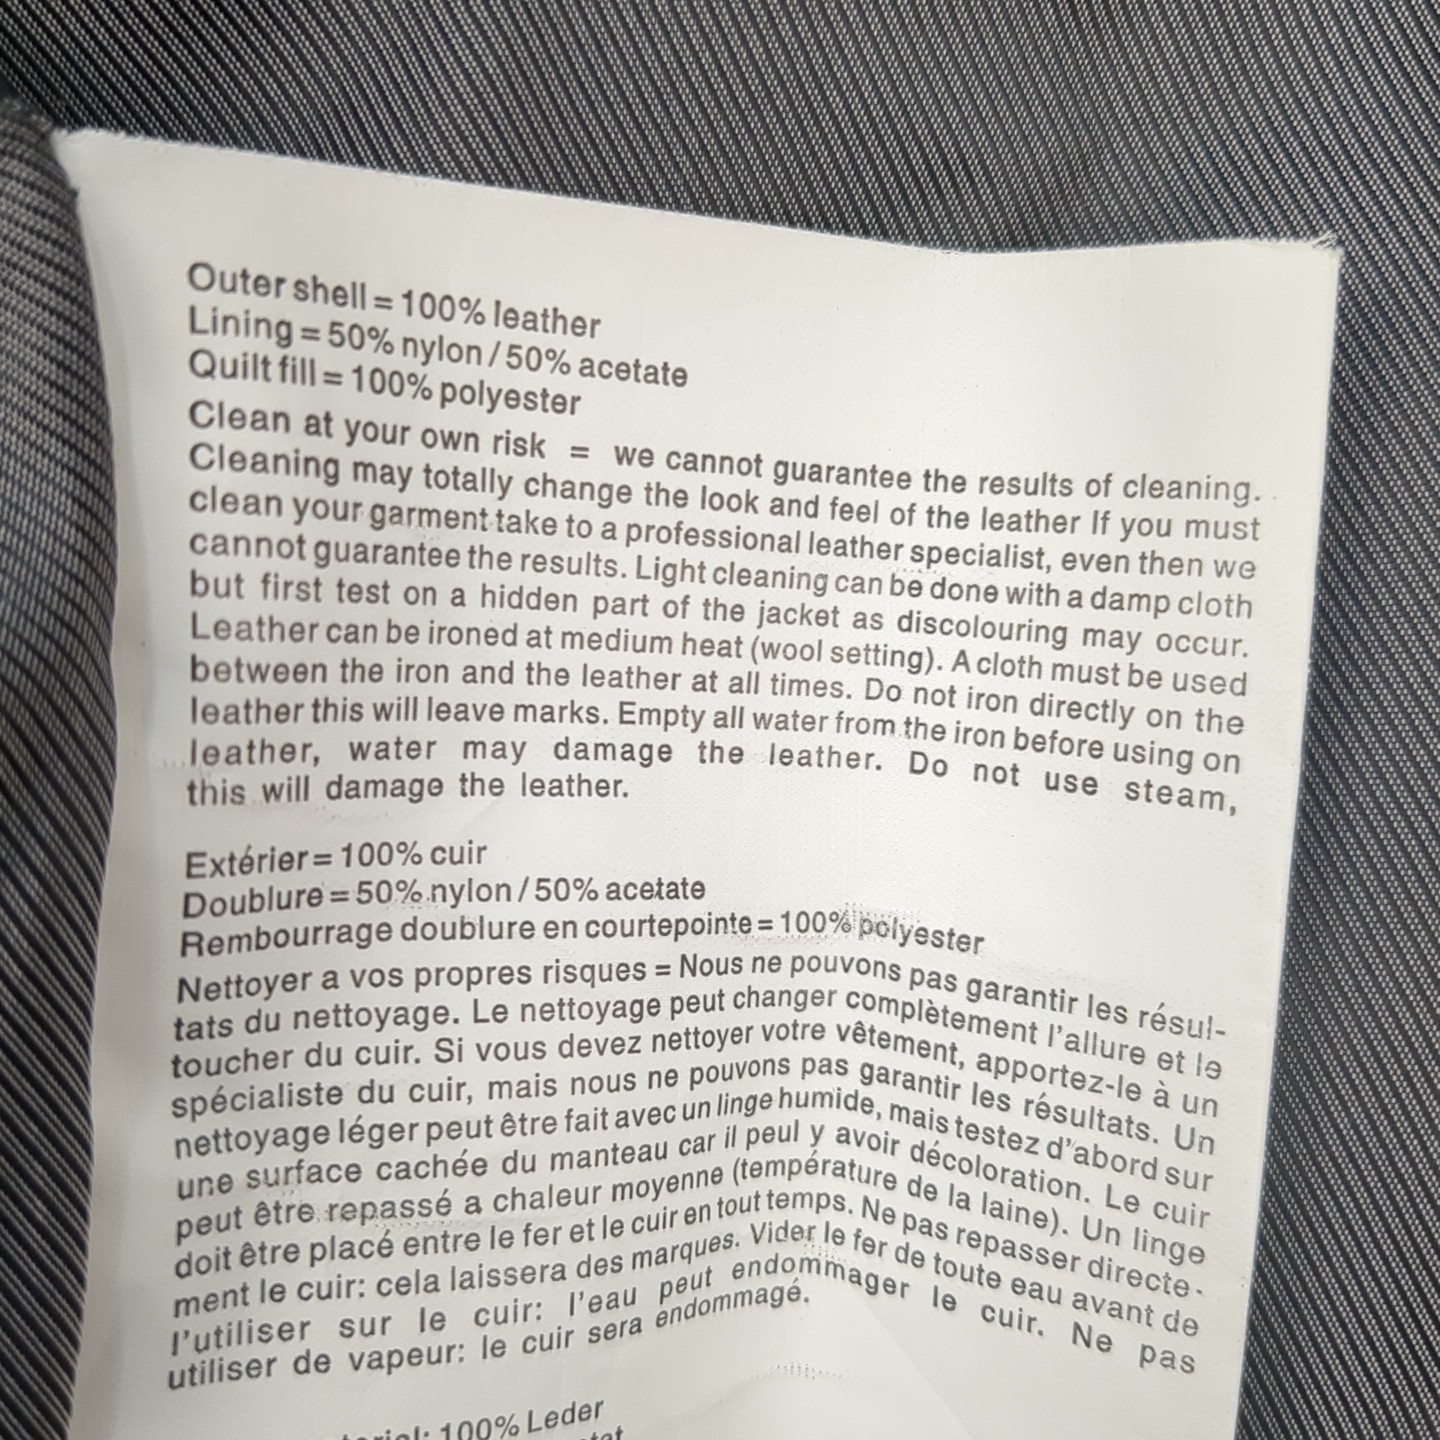 Outer shell = 100% leather
Lining = 50% nylon / 50% acetate
Quilt fill = 100% polyester
Clean at your own risk = we cannot guarantee the results of cleaning.
Cleaning may totally change the look and feel of the leather If you must
clean your garment take to a professional leather specialist, even then we
cannot guarantee the results. Light cleaning can be done with a damp cloth
but first test on a hidden part of the jacket as discolouring may occur.
Leather can be ironed at medium heat (wool setting). A cloth must be used
between the iron and the leather at all times. Do not iron directly on the
leather this will leave marks. Empty all water from the iron before using on
leather, water may damage the leather. Do not use steam,
this will damage the leather.
Extérier = 100% cuir
Doublure = 50% nylon / 50% acetate
Rembourrage doublure en courtepointe = 100% polyester
Nettoyer a vos propres risques = Nous ne pouvons pas garantir les résul-
tats du nettoyage. Le nettoyage peut changer complètement l'allure et le
toucher du cuir. Si vous devez nettoyer votre vêtement, apportez-le à un
spécialiste du cuir, mais nous ne pouvons pas garantir les résultats. Un
nettoyage léger peut être fait avec un linge humide, mais testez d'abord sur
une surface cachée du manteau car il peul y avoir décoloration. Le cuir
peut être repassé a chaleur moyenne (température de la laine). Un linge
doit être placé entre le fer et le cuir en tout temps. Ne pas repasser directe-
ment le cuir: cela laissera des marques. Vider le fer de toute eau avant de
l'utiliser sur le cuir: l'eau peut endommager le cuir. Ne pas
utiliser de vapeur: le cuir sera endommagé.
100% Leder